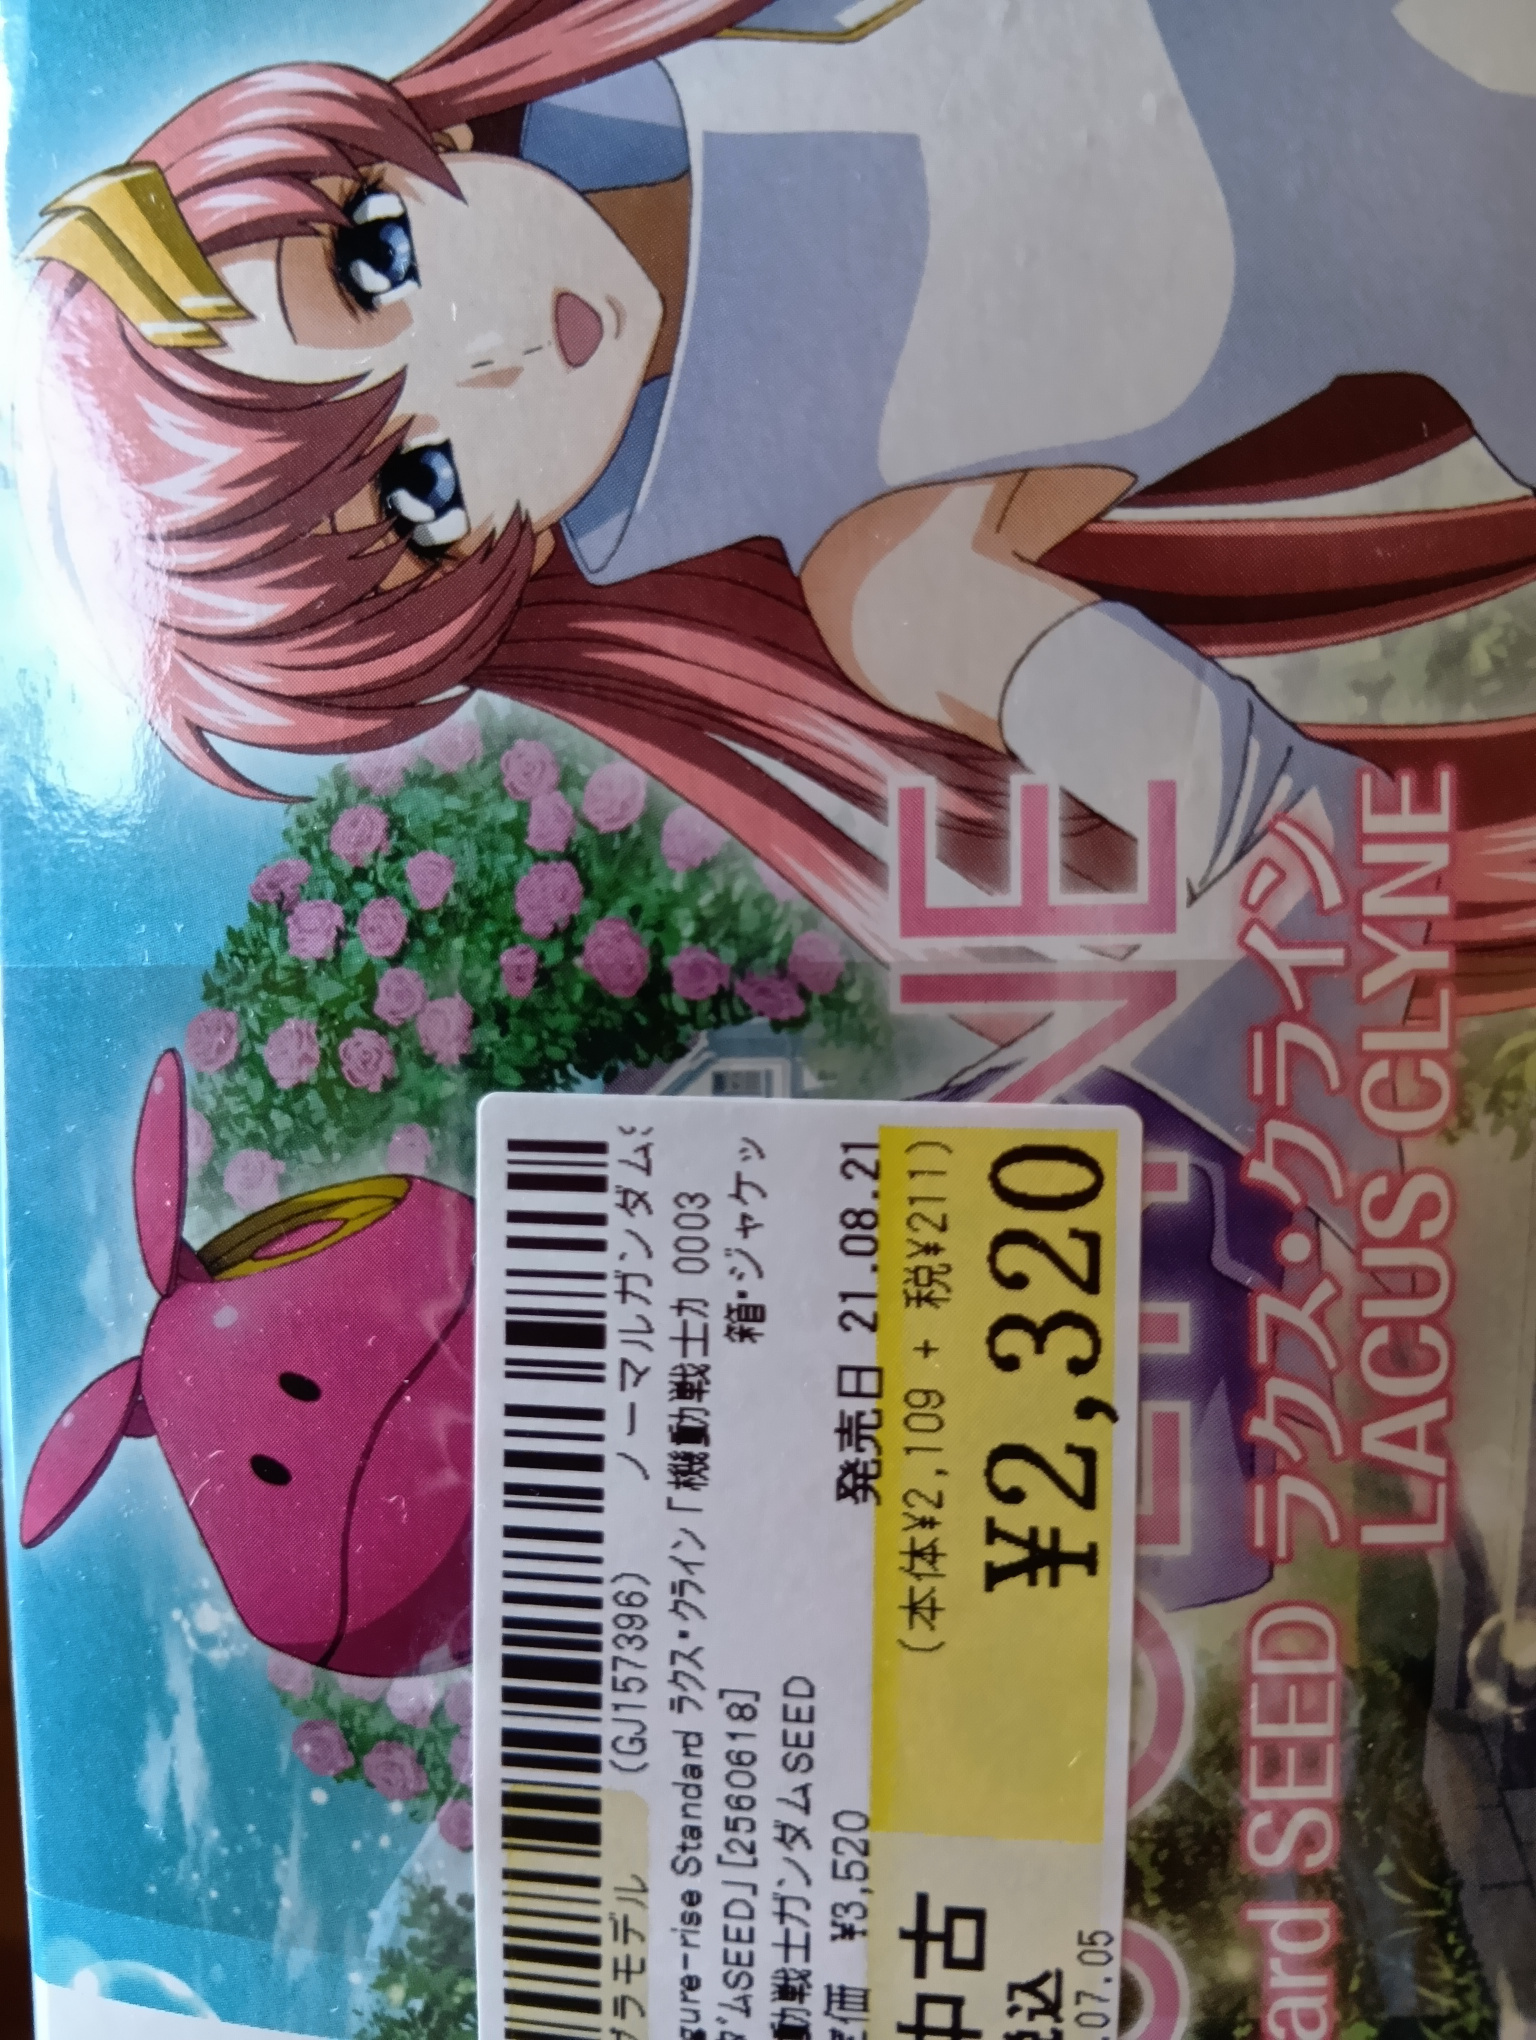 プラモデル (GJ157396) ノーマルガンダムS
gure-rise Standard ラクス・クライン「機動戦士ガ 0003
ダムSEED」[2560618] 箱・ジャケッ
動戦士ガンダムSEED
価 ¥3,520 発売日 21.08.21
中古 (本体¥2,109 + 税¥211)
税込 ¥2,320
.07.05
NE
ard SEED ラクス・クライン
LACUS CLYNE